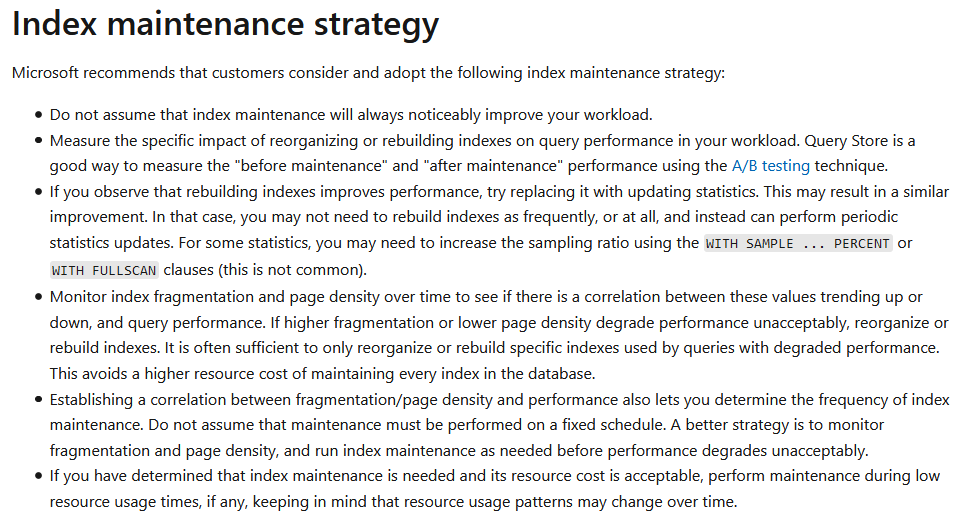 Index maintenance strategy
Microsoft recommends that customers consider and adopt the following index maintenance strategy:
• Do not assume that index maintenance will always noticeably improve your workload.
• Measure the specific impact of reorganizing or rebuilding indexes on query performance in your workload. Query Store is a
good way to measure the "before maintenance" and "after maintenance" performance using the A/B testing technique.
• If you observe that rebuilding indexes improves performance, try replacing it with updating statistics. This may result in a similar
improvement. In that case, you may not need to rebuild indexes as frequently, or at all, and instead can perform periodic
statistics updates. For some statistics, you may need to increase the sampling ratio using the WITH SAMPLE ... PERCENT or
WITH FULLSCAN clauses (this is not common).
• Monitor index fragmentation and page density over time to see if there is a correlation between these values trending up or
down, and query performance. If higher fragmentation or lower page density degrade performance unacceptably, reorganize or
rebuild indexes. It is often sufficient to only reorganize or rebuild specific indexes used by queries with degraded performance.
This avoids a higher resource cost of maintaining every index in the database.
• Establishing a correlation between fragmentation/page density and performance also lets you determine the frequency of index
maintenance. Do not assume that maintenance must be performed on a fixed schedule. A better strategy is to monitor
fragmentation and page density, and run index maintenance as needed before performance degrades unacceptably.
• If you have determined that index maintenance is needed and its resource cost is acceptable, perform maintenance during low
resource usage times, if any, keeping in mind that resource usage patterns may change over time.